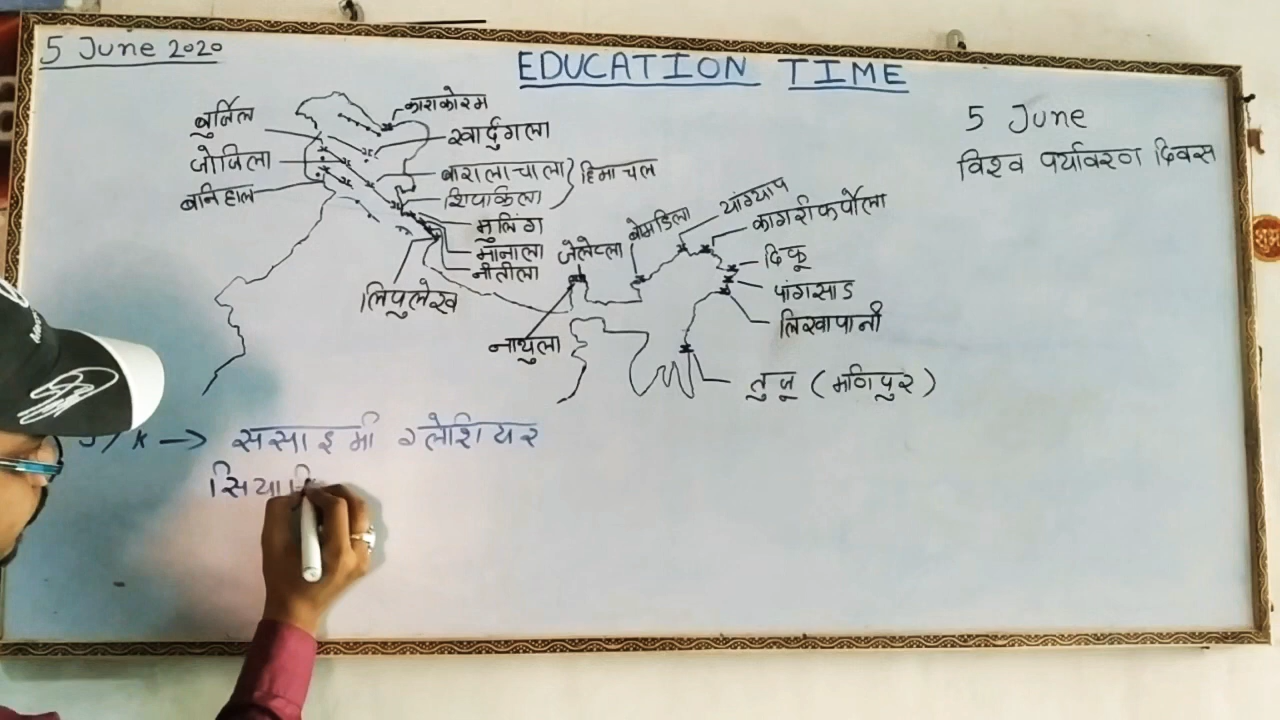 5 June 2020
EDUCATION TIME
5 June
विश्व पर्यावरण दिवस
काराकोरम
बुर्जिल
खार्दुंगला
जोजिला
बारालाचाला
हिमाचल
बनिहाल
शिपकिला
मुलिंग
मानाला
नीतीला
लिपुलेख
जेलेप्ला
बोमडिला
यांग्याप
कागरीकर्पोला
दिफू
पांगसाड
लिखापानी
नाथुला
तुजू (मणिपुर)
J/K → ससाइमी ग्लेशियर
सियाचि